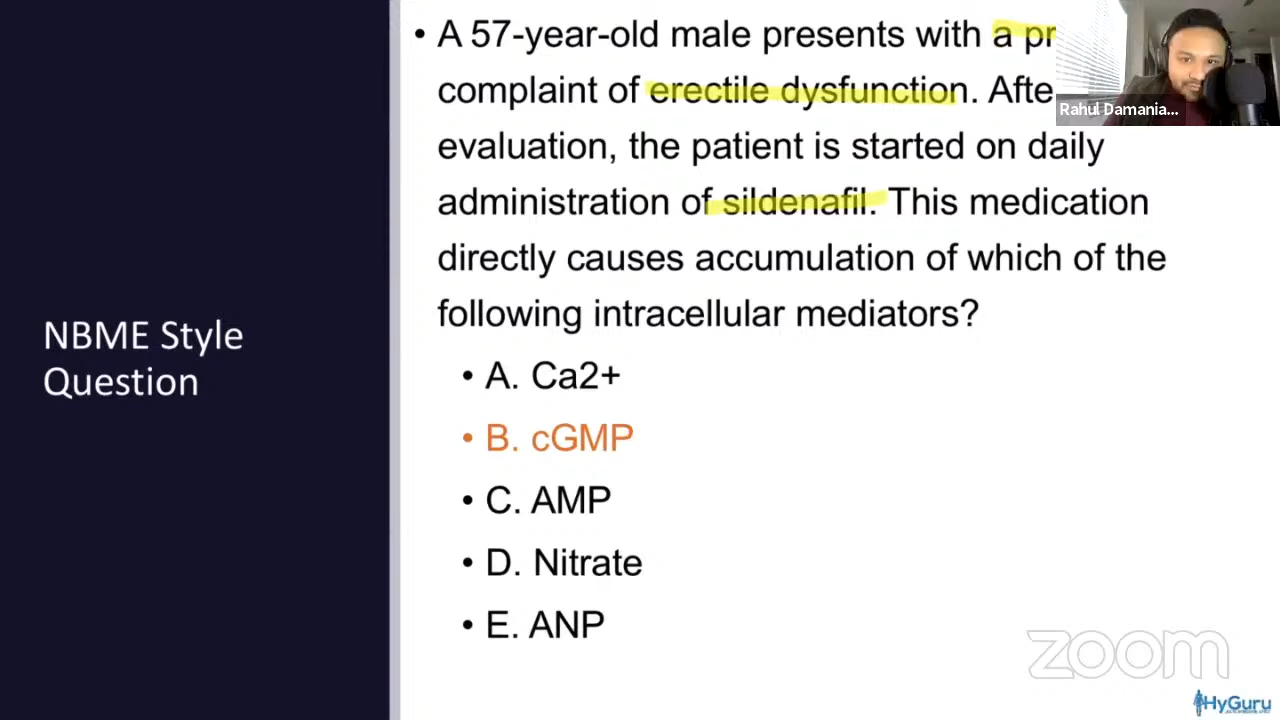 NBME Style
Question
• A 57-year-old male presents with a pr
complaint of erectile dysfunction. Afte
evaluation, the patient is started on daily
administration of sildenafil. This medication
directly causes accumulation of which of the
following intracellular mediators?
• A. Ca2+
• B. cGMP
• C. AMP
• D. Nitrate
• E. ANP
Rahul Damania...
zoom
HyGuru